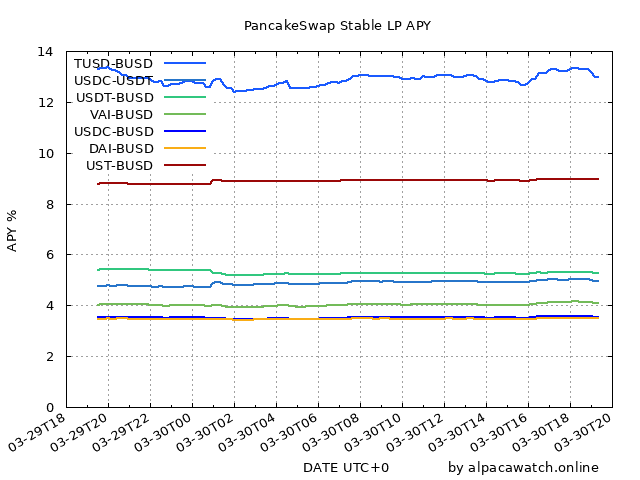 PancakeSwap Stable LP APY
14
12
10
8
6
4
2
0
APY %
TUSD-BUSD
USDC-USDT
USDT-BUSD
VAI-BUSD
USDC-BUSD
DAI-BUSD
UST-BUSD
03-29T18
03-29T20
03-29T22
03-30T00
03-30T02
03-30T04
03-30T06
03-30T08
03-30T10
03-30T12
03-30T14
03-30T16
03-30T18
03-30T20
DATE UTC+0
by alpacawatch.online